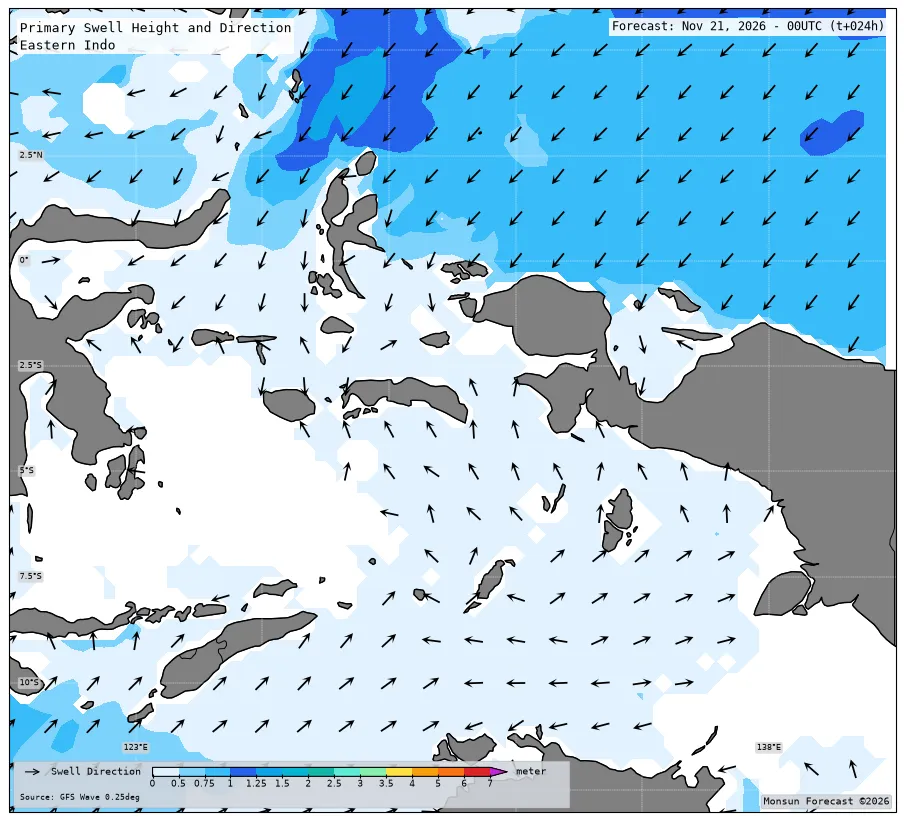 Primary Swell Height and Direction
Eastern Indo
Forecast: Nov 21, 2026 - 00UTC (t+024h)
2.5°N
0°
2.5°S
5°S
7.5°S
10°S
123°E
138°E
Swell Direction
meter
0 0.5 0.75 1 1.25 1.5 2 2.5 3 3.5 4 5 6 7
Source: GFS Wave 0.25deg
Monsun Forecast ©2026